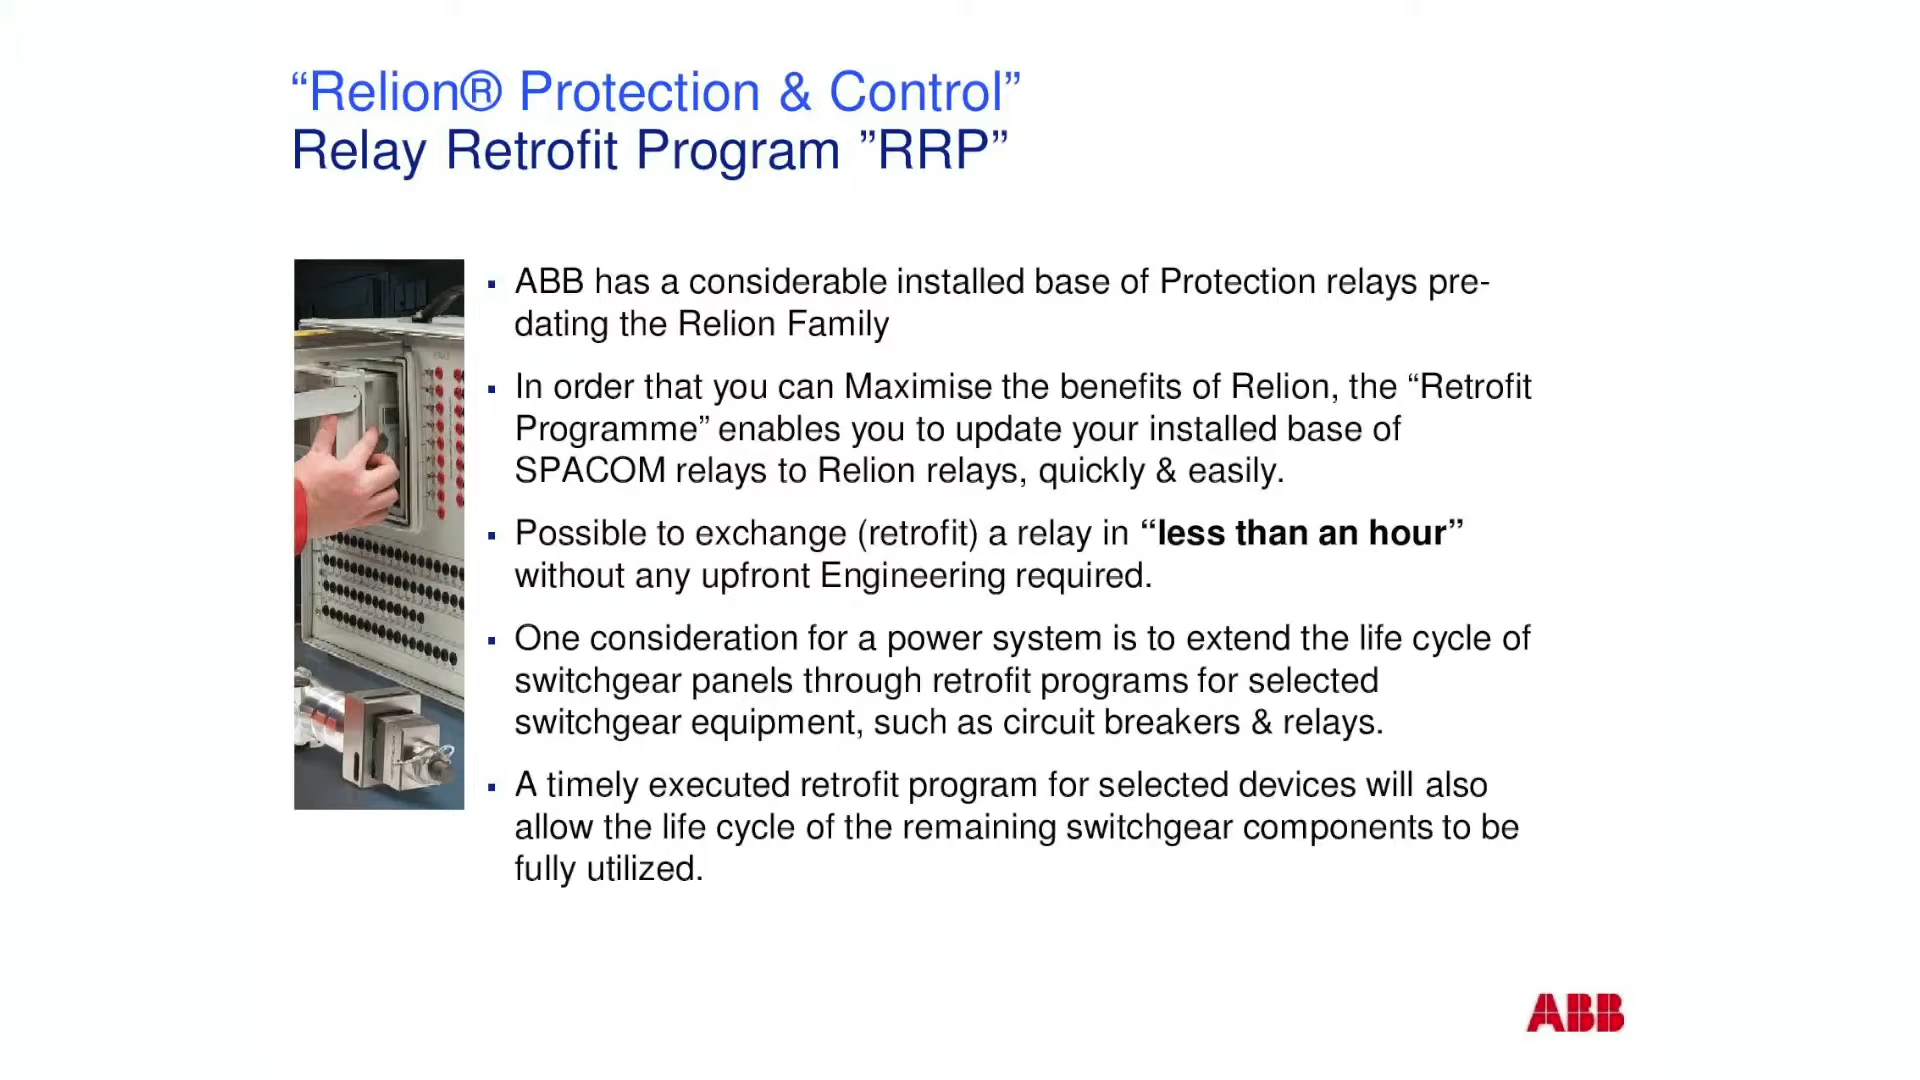 “Relion® Protection & Control”
Relay Retrofit Program ”RRP”
▪ ABB has a considerable installed base of Protection relays pre-
dating the Relion Family
▪ In order that you can Maximise the benefits of Relion, the “Retrofit
Programme” enables you to update your installed base of
SPACOM relays to Relion relays, quickly & easily.
▪ Possible to exchange (retrofit) a relay in “less than an hour”
without any upfront Engineering required.
▪ One consideration for a power system is to extend the life cycle of
switchgear panels through retrofit programs for selected
switchgear equipment, such as circuit breakers & relays.
▪ A timely executed retrofit program for selected devices will also
allow the life cycle of the remaining switchgear components to be
fully utilized.
ABB